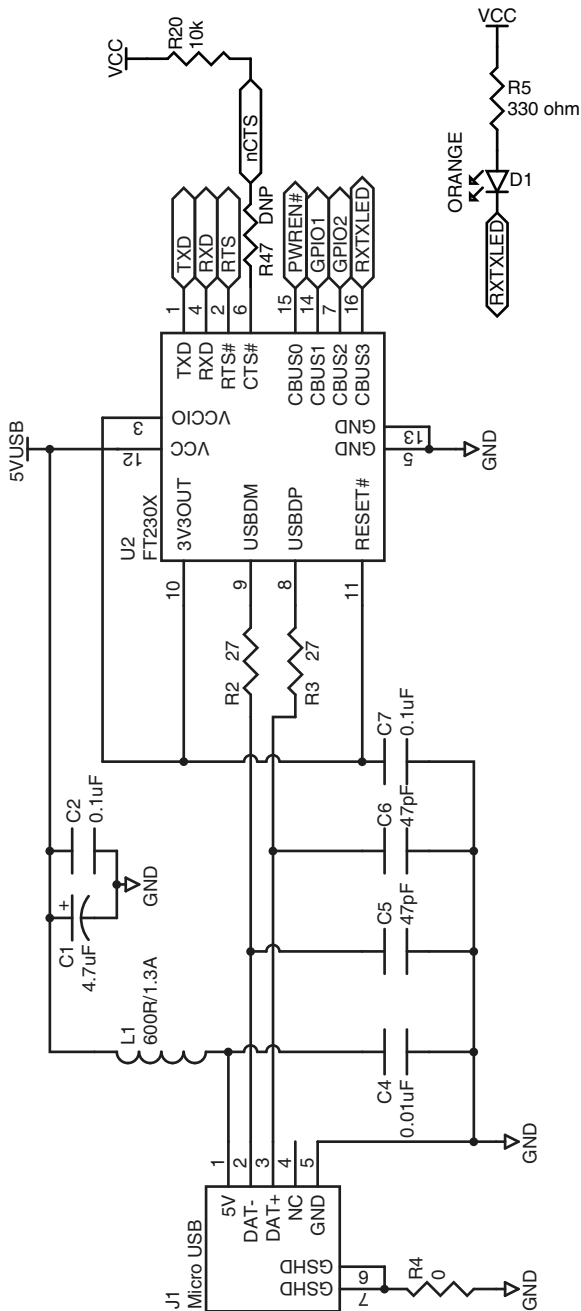 J1
Micro USB
5V
DAT-
DAT+
NC
GND
GSHD
GSHD
1
2
3
4
5
6
7
R4
0
GND
GND
L1
600R/1.3A
C1
4.7uF
+
C2
0.1uF
GND
C4
0.01uF
C5
47pF
C6
47pF
C7
0.1uF
R2
27
R3
27
5VUSB
U2
FT230X
3V3OUT
USBDM
USBDP
RESET#
10
9
8
11
VCC
VCCIO
12
3
TXD
RXD
RTS#
CTS#
CBUS0
CBUS1
CBUS2
CBUS3
GND
GND
5
13
GND
1
4
2
6
15
14
7
16
TXD
RXD
RTS
R47
DNP
nCTS
PWREN#
GPIO1
GPIO2
RXTXLED
VCC
R20
10k
RXTXLED
ORANGE
D1
R5
330 ohm
VCC